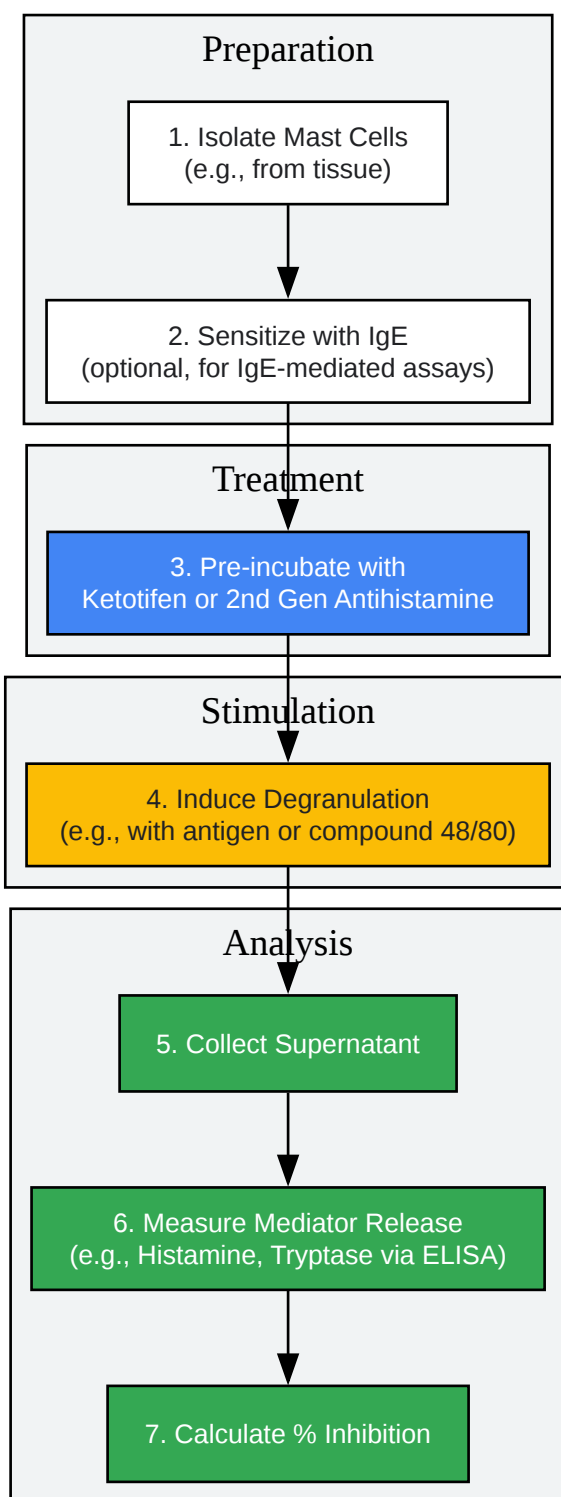 Preparation
1. Isolate Mast Cells
(e.g., from tissue)
2. Sensitize with IgE
(optional, for IgE-mediated assays)
Treatment
3. Pre-incubate with
Ketotifen or 2nd Gen Antihistamine
Stimulation
4. Induce Degranulation
(e.g., with antigen or compound 48/80)
Analysis
5. Collect Supernatant
6. Measure Mediator Release
(e.g., Histamine, Tryptase via ELISA)
7. Calculate % Inhibition